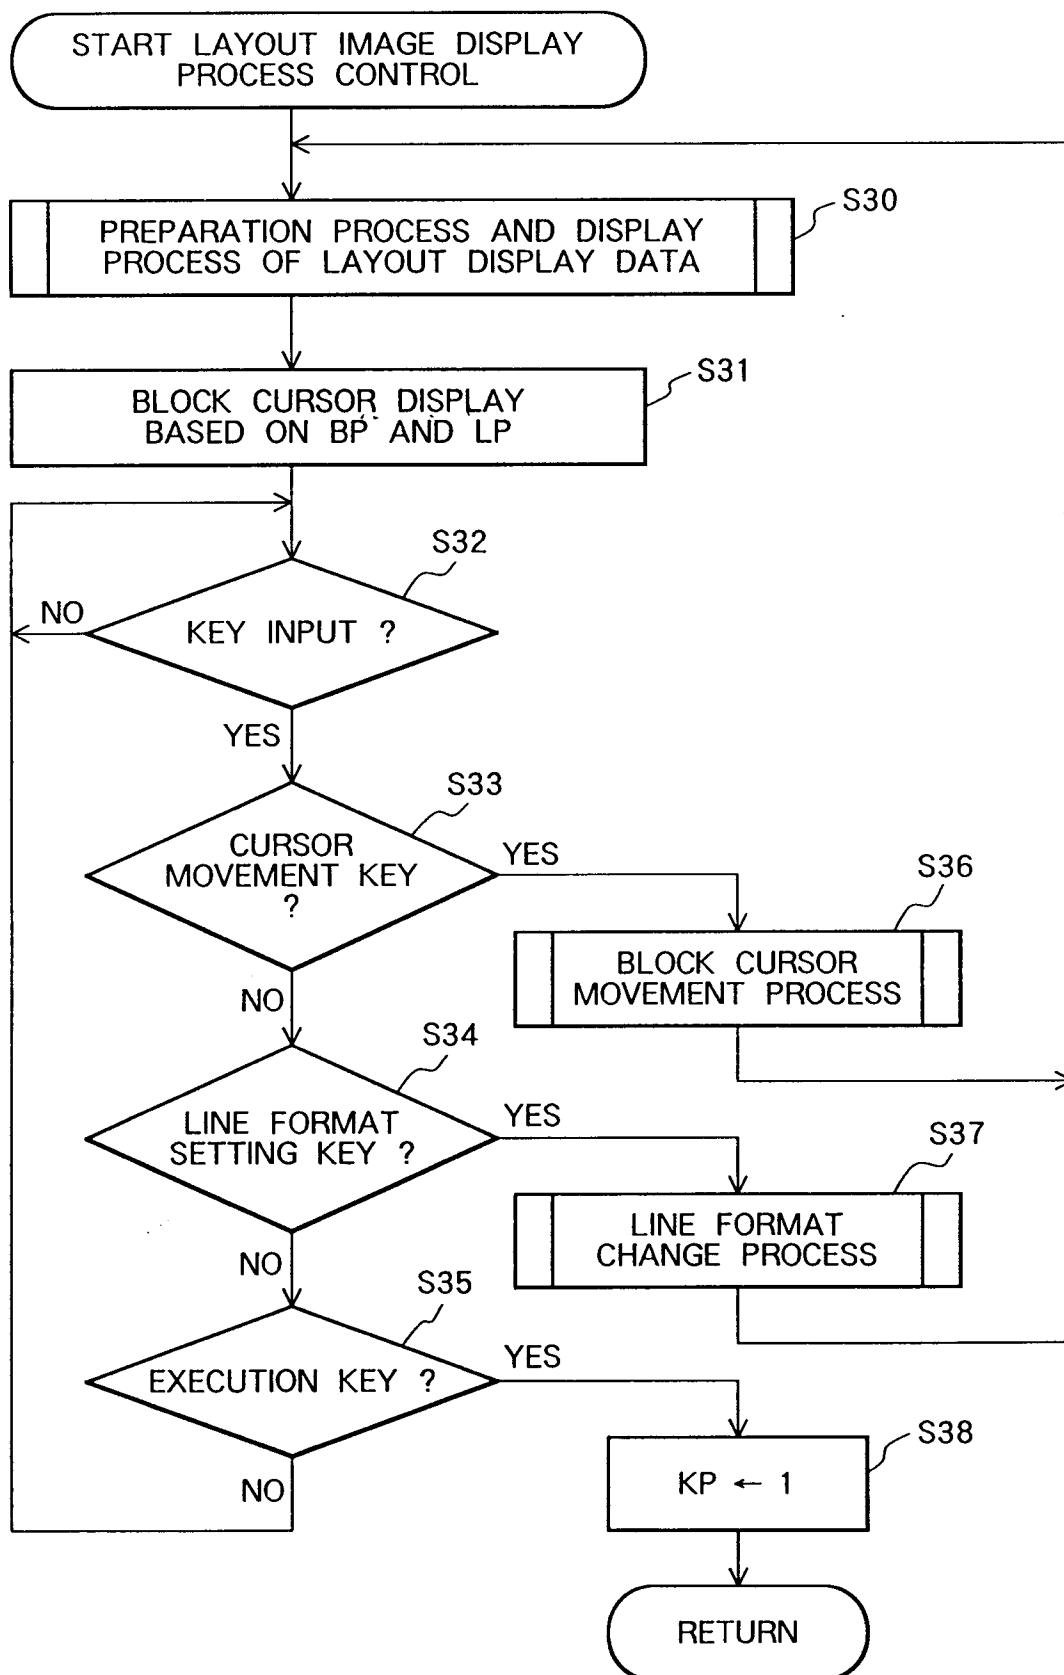 START LAYOUT IMAGE DISPLAY
PROCESS CONTROL
S30
PREPARATION PROCESS AND DISPLAY
PROCESS OF LAYOUT DISPLAY DATA
S31
BLOCK CURSOR DISPLAY
BASED ON BP AND LP
S32
NO
KEY INPUT ?
YES
S33
CURSOR
MOVEMENT KEY
?
YES
S36
BLOCK CURSOR
MOVEMENT PROCESS
NO
S34
LINE FORMAT
SETTING KEY ?
YES
S37
LINE FORMAT
CHANGE PROCESS
NO
S35
EXECUTION KEY ?
YES
S38
KP ← 1
NO
RETURN